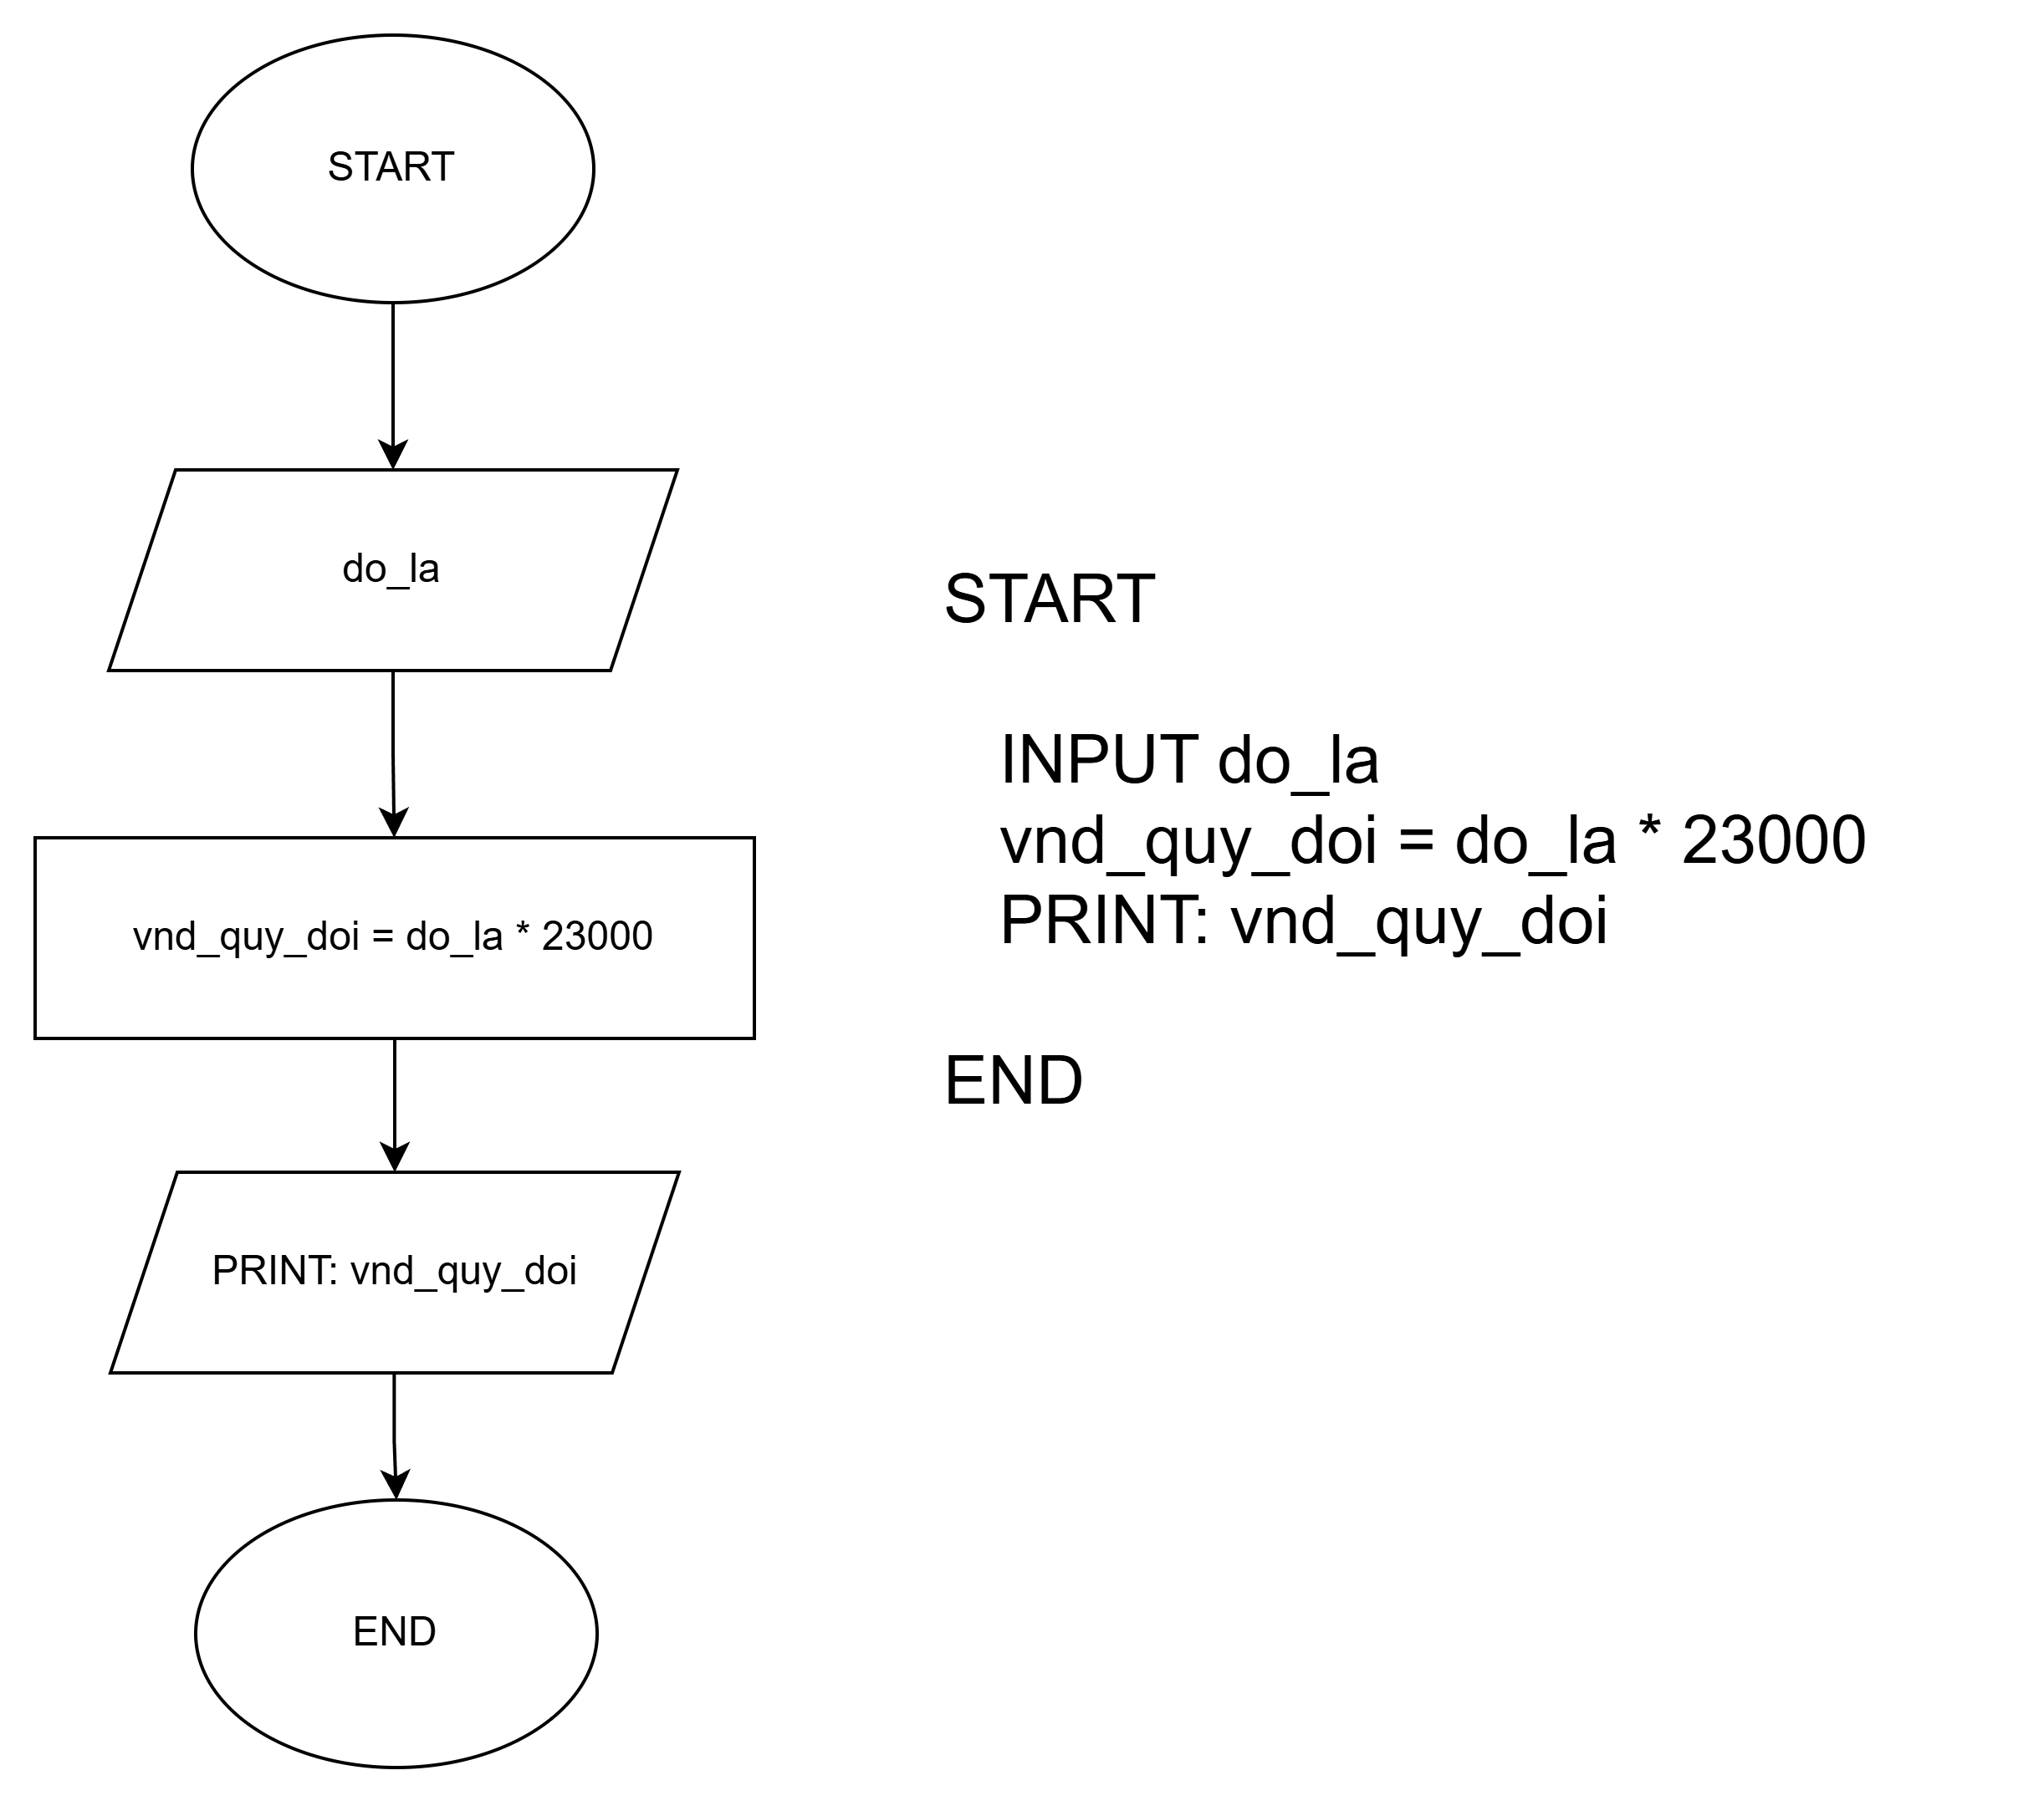 START
do_la
vnd_quy_doi = do_la * 23000
PRINT: vnd_quy_doi
END
START
INPUT do_la
vnd_quy_doi = do_la * 23000
PRINT: vnd_quy_doi
END